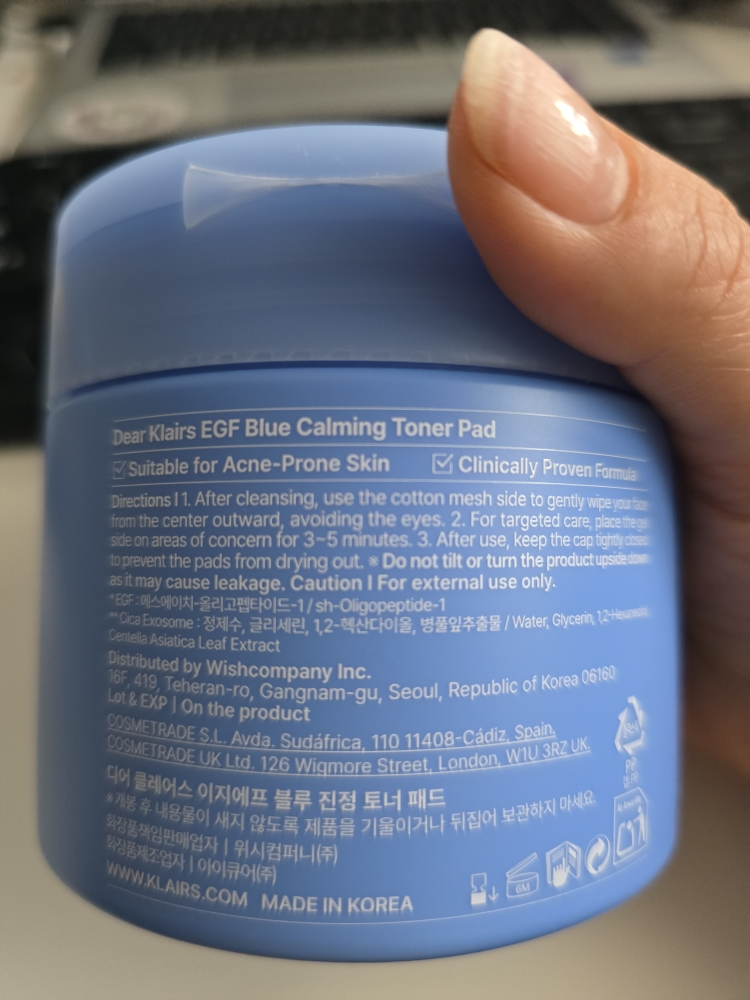 Dear Klairs EGF Blue Calming Toner Pad
Suitable for Acne-Prone Skin Clinically Proven Formula
Directions | 1. After cleansing, use the cotton mesh side to gently wipe your face
from the center outward, avoiding the eyes. 2. For targeted care, place the gel
side on areas of concern for 3~5 minutes. 3. After use, keep the cap tightly closed
to prevent the pads from drying out. ※ Do not tilt or turn the product upside down
as it may cause leakage. Caution | For external use only.
*EGF : 에스에이치-올리고펩타이드-1 / sh-Oligopeptide-1
**Cica Exosome : 정제수, 글리세린, 1,2-헥산다이올, 병풀잎추출물 / Water, Glycerin, 1,2-Hexanediol,
Centella Asiatica Leaf Extract
Distributed by Wishcompany Inc.
16F, 419, Teheran-ro, Gangnam-gu, Seoul, Republic of Korea 06160
Lot & EXP | On the product
COSMETRADE S.L. Avda. Sudáfrica, 110 11408-Cádiz, Spain.
COSMETRADE UK Ltd. 126 Wigmore Street, London, W1U 3RZ UK.
디어 클레어스 이지에프 블루 진정 토너 패드
※개봉 후 내용물이 새지 않도록 제품을 기울이거나 뒤집어 보관하지 마세요.
화장품책임판매업자 | 위시컴퍼니(주)
화장품제조업자 | 아이큐어(주)
WWW.KLAIRS.COM MADE IN KOREA
6M
PP